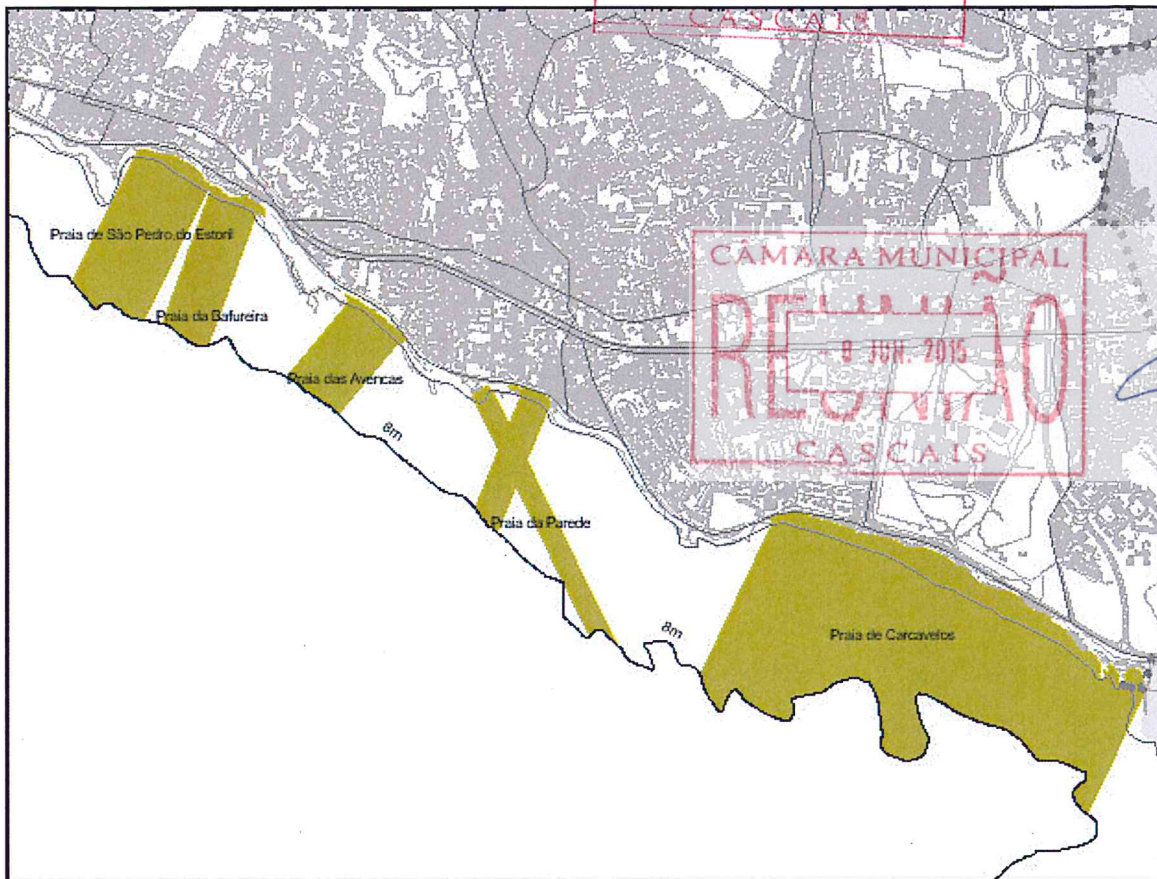 CASCAIS
Praia de São Pedro do Estoril
Praia da Bafureira
Praia das Avencas
8m
Praia da Parede
8m
Praia de Carcavelos
CÂMARA MUNICIPAL
REUNIÃO
8 JUN. 2015
CASCAIS